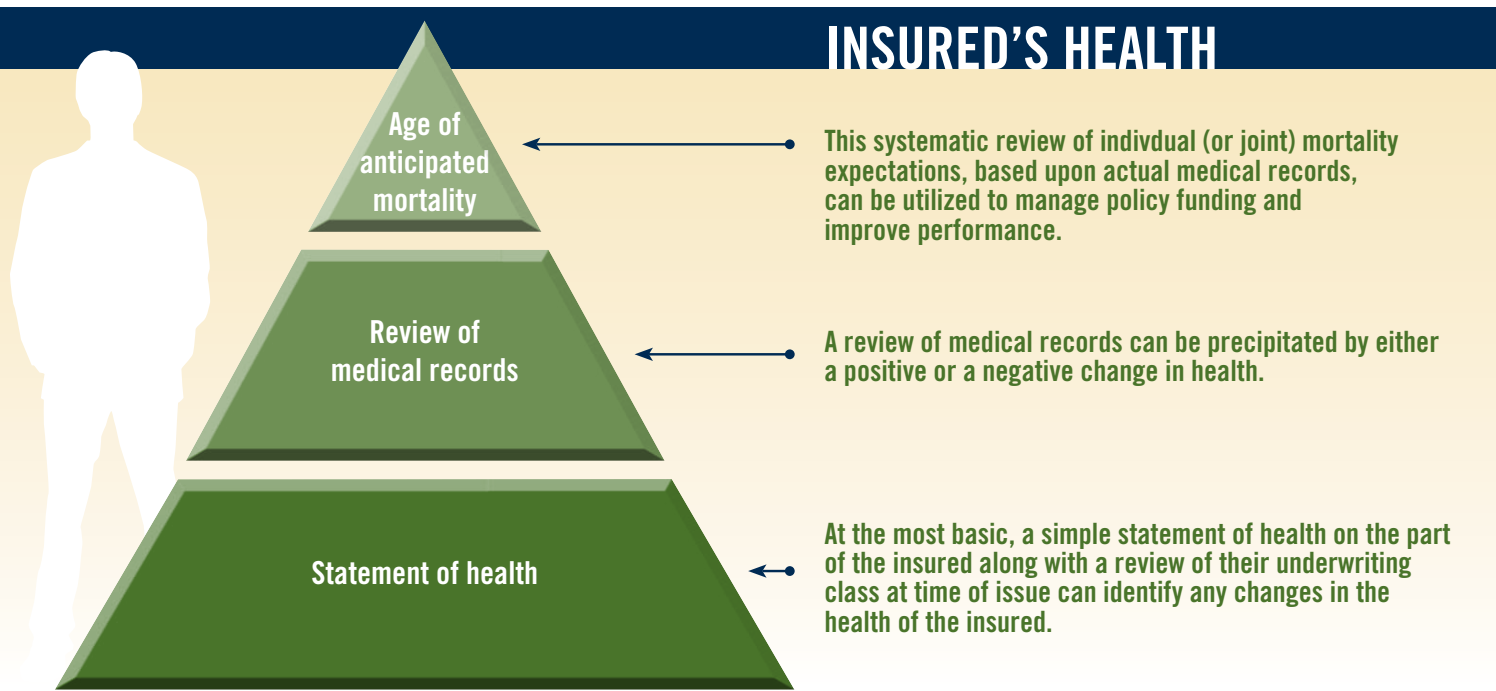 INSURED'S HEALTH
Age of
anticipated
mortality
This systematic review of indivdual (or joint) mortality
expectations, based upon actual medical records,
can be utilized to manage policy funding and
improve performance.
Review of
medical records
A review of medical records can be precipitated by either
a positive or a negative change in health.
Statement of health
At the most basic, a simple statement of health on the part
of the insured along with a review of their underwriting
class at time of issue can identify any changes in the
health of the insured.